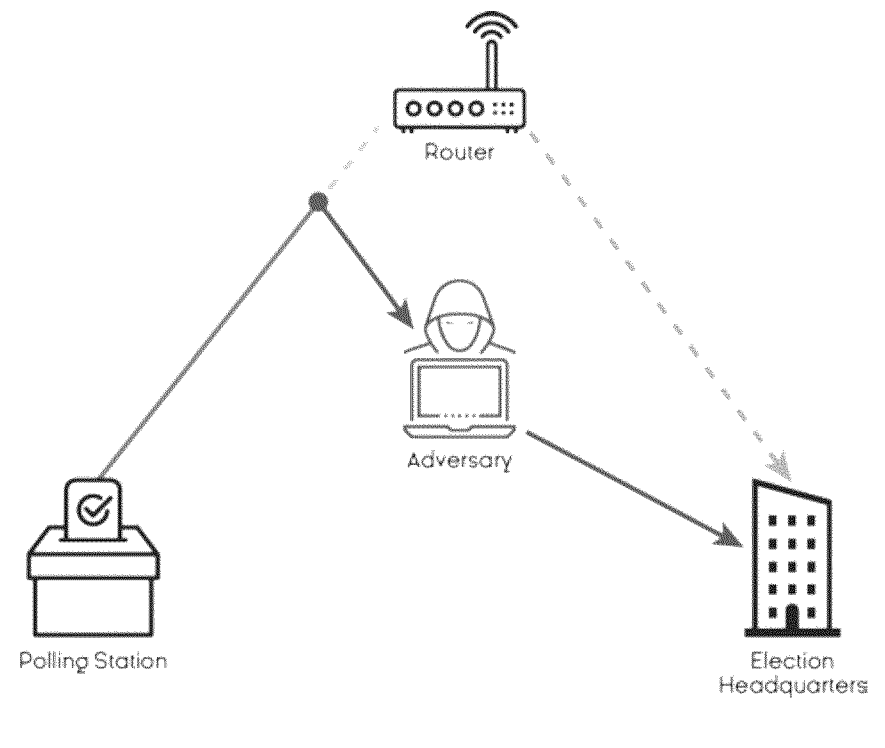 Router
Adversary
Polling Station
Election
Headquarters